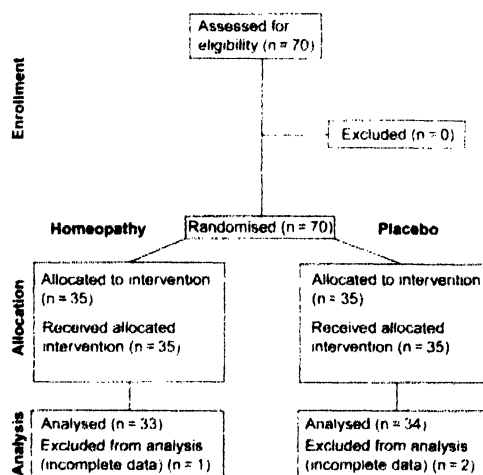 Assessed for
eligibility (n = 70)
Enrollment
Excluded (n = 0)
Homeopathy
Randomised (n = 70)
Placebo
Allocation
Allocated to intervention
(n = 35)
Received allocated
intervention (n = 35)
Allocated to intervention
(n = 35)
Received allocated
intervention (n = 35)
Analysis
Analysed (n = 33)
Excluded from analysis
(incomplete data) (n = 1)
Analysed (n = 34)
Excluded from analysis
(incomplete data) (n = 2)